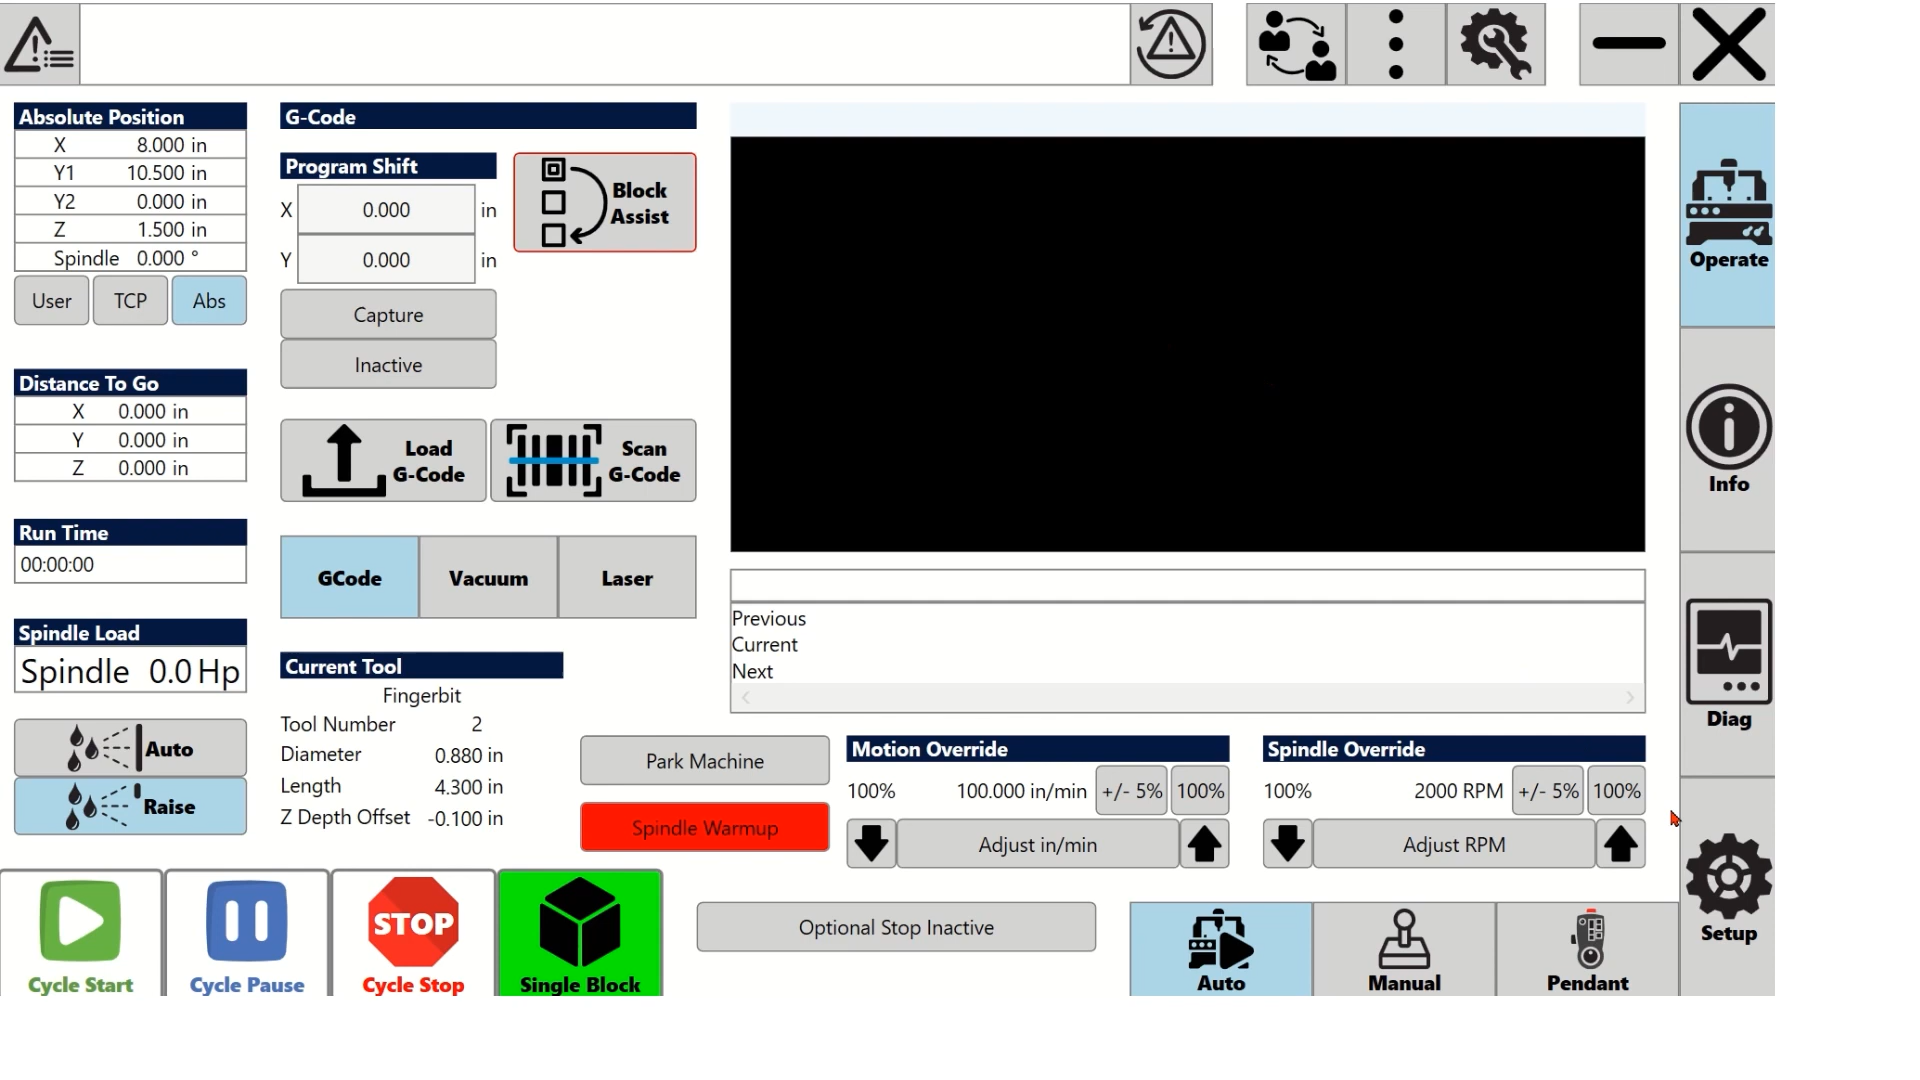 Absolute Position
X 8.000 in
Y1 10.500 in
Y2 0.000 in
Z 1.500 in
Spindle 0.000 °
User TCP Abs
Distance To Go
X 0.000 in
Y 0.000 in
Z 0.000 in
Run Time
00:00:00
Spindle Load
Spindle 0.0 Hp
Auto
Raise
G-Code
Program Shift
X 0.000 in
Y 0.000 in
Block
Assist
Capture
Inactive
Load
G-Code
Scan
G-Code
GCode Vacuum Laser
Current Tool
Fingerbit
Tool Number 2
Diameter 0.880 in
Length 4.300 in
Z Depth Offset -0.100 in
Park Machine
Spindle Warmup
Previous
Current
Next
Motion Override
100% 100.000 in/min +/- 5% 100%
Adjust in/min
Spindle Override
100% 2000 RPM +/- 5% 100%
Adjust RPM
Cycle Start
Cycle Pause
STOP
Cycle Stop
Single Block
Optional Stop Inactive
Auto
Manual
Pendant
Operate
Info
Diag
Setup